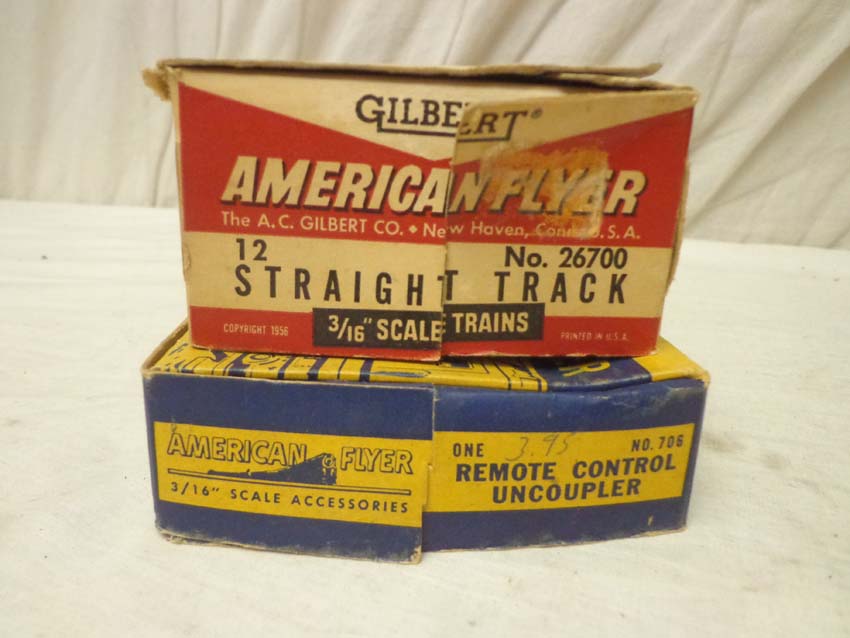 GILBERT®
AMERICAN FLYER
The A.C. GILBERT CO. • New Haven, Conn. U.S.A.
12 No. 26700
STRAIGHT TRACK
3/16" SCALE TRAINS
COPYRIGHT 1956 PRINTED IN U.S.A.
AMERICAN FLYER
3/16" SCALE ACCESSORIES
ONE 3.95 NO. 706
REMOTE CONTROL
UNCOUPLER